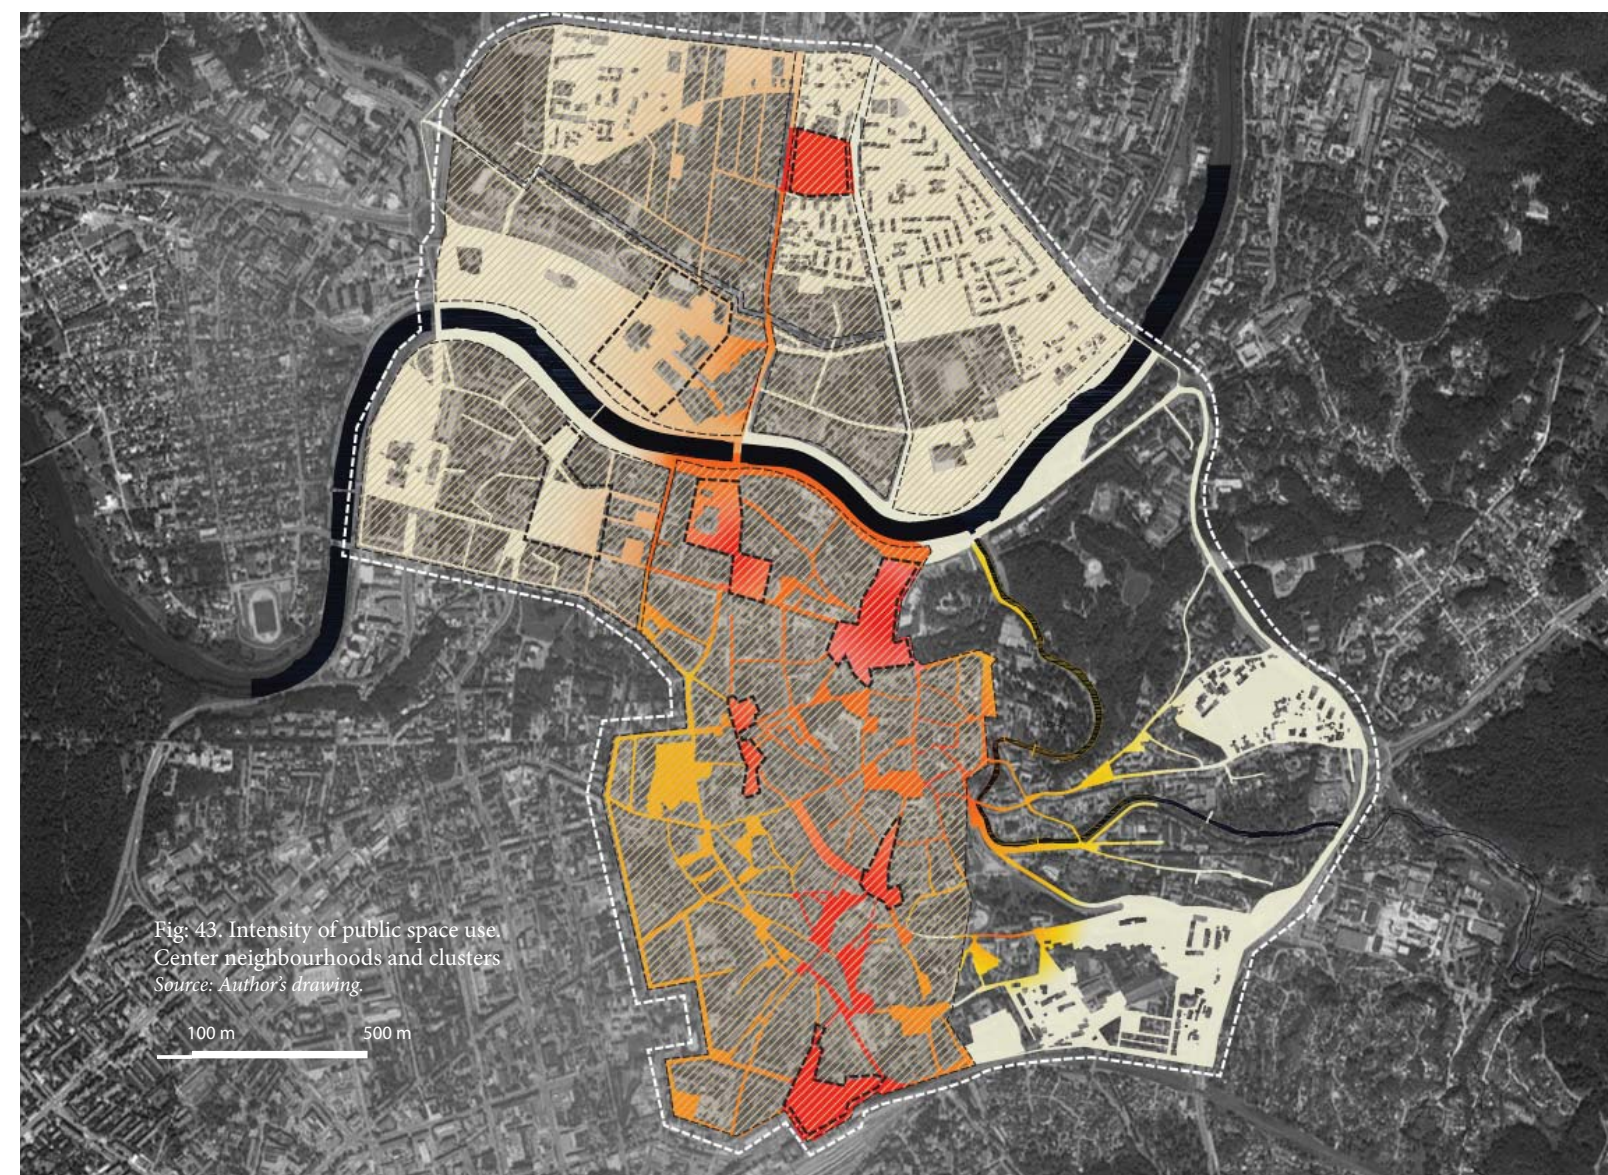 Fig: 43. Intensity of public space use.
Center neighbourhoods and clusters
Source: Author's drawing.
100 m 500 m